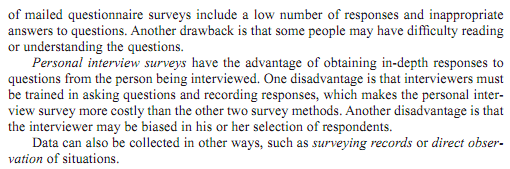 of mailed questionnaire surveys include a low number of responses and inappropriate
answers to questions. Another drawback is that some people may have difficulty reading
or understanding the questions.
Personal interview surveys have the advantage of obtaining in-depth responses to
questions from the person being interviewed. One disadvantage is that interviewers must
be trained in asking questions and recording responses, which makes the personal inter-
view survey more costly than the other two survey methods. Another disadvantage is that
the interviewer may be biased in his or her selection of respondents.
Data can also be collected in other ways, such as surveying records or direct obser-
vation of situations.